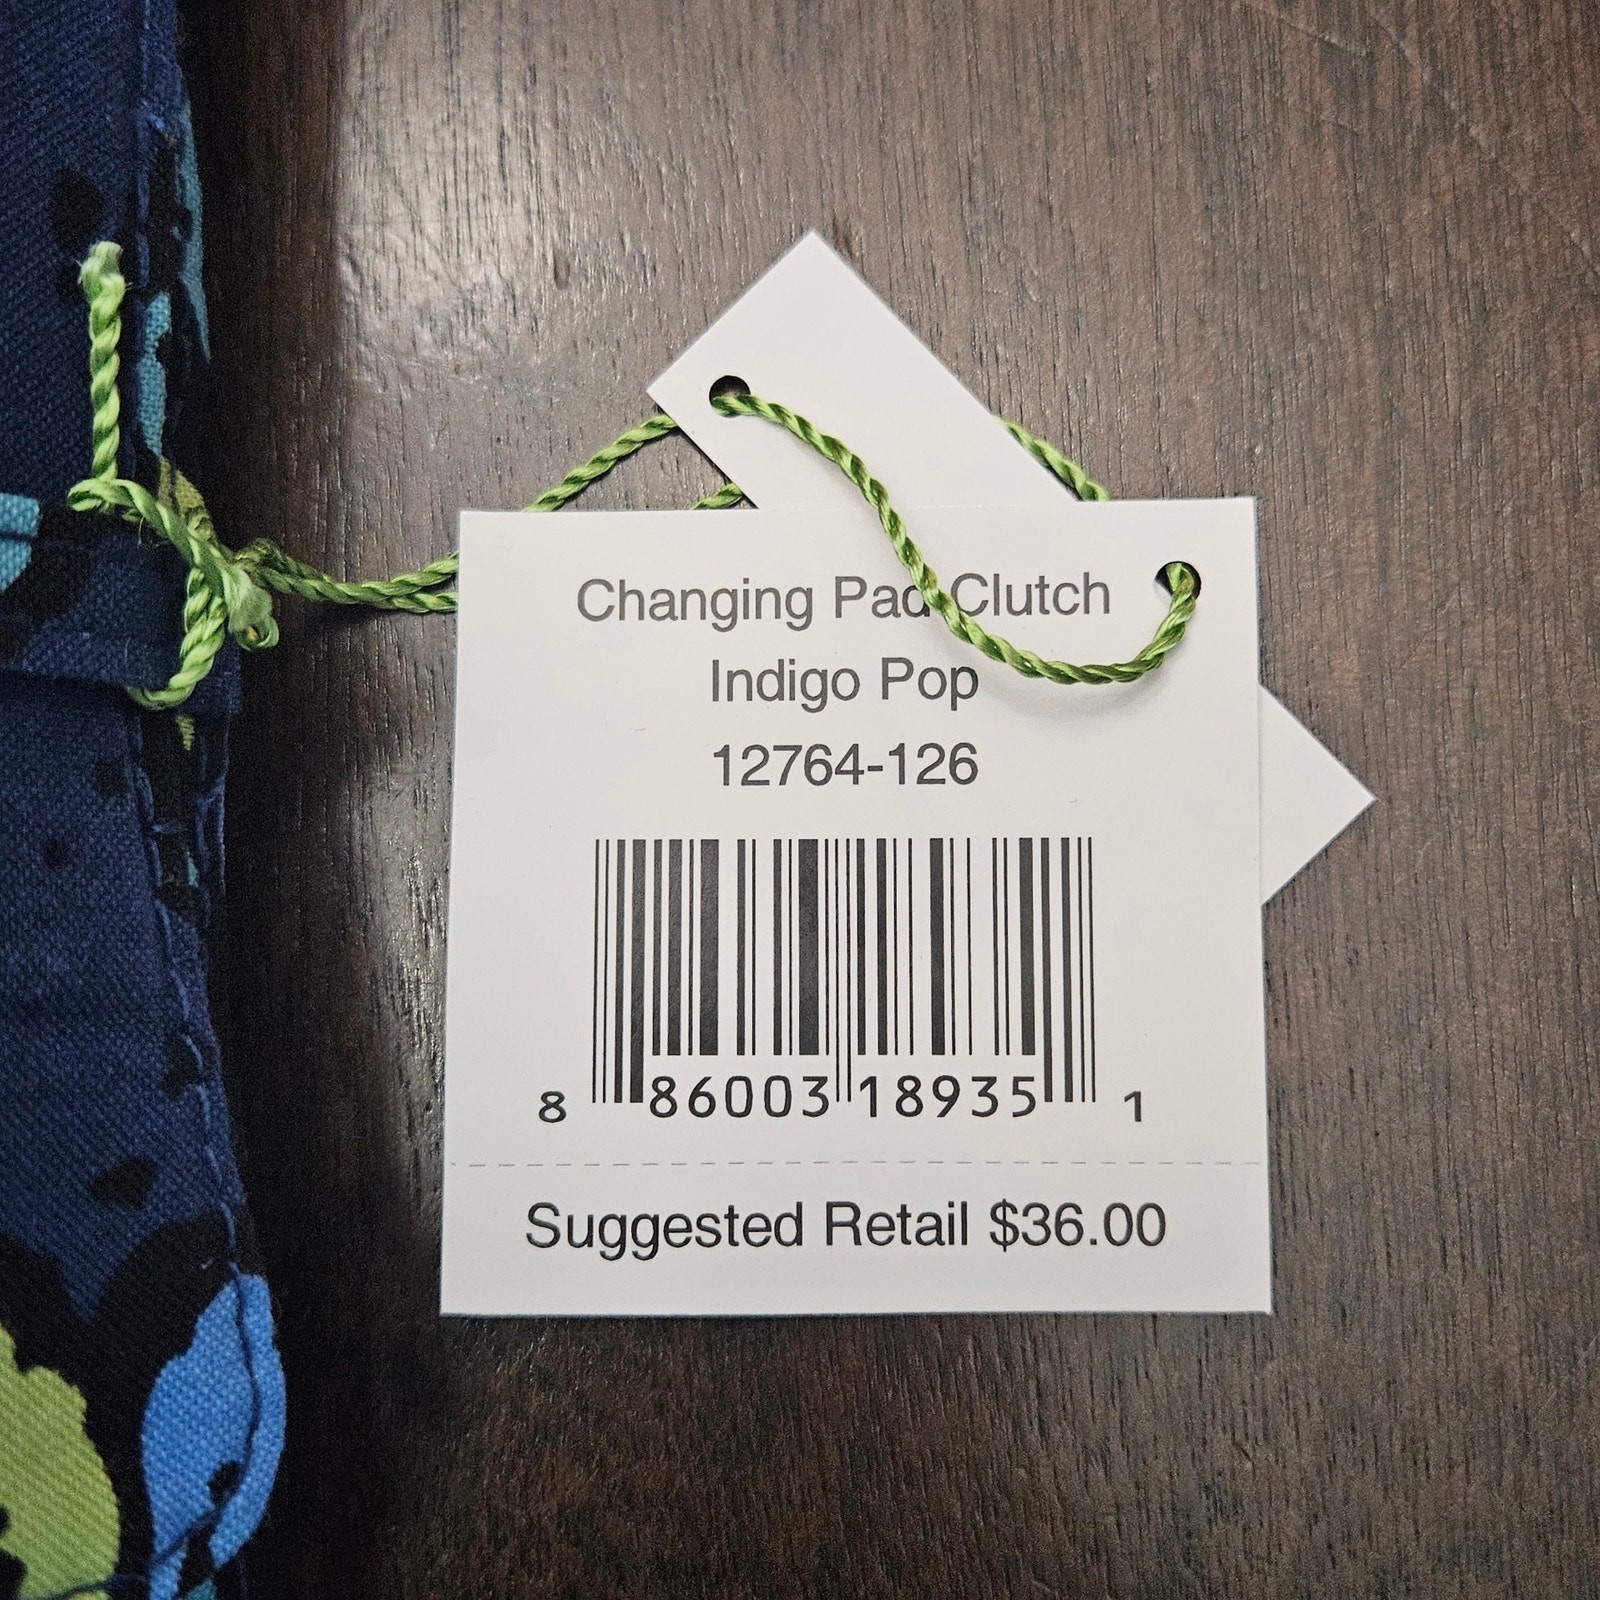 Changing Pad Clutch
Indigo Pop
12764-126
8 86003 18935 1
Suggested Retail $36.00